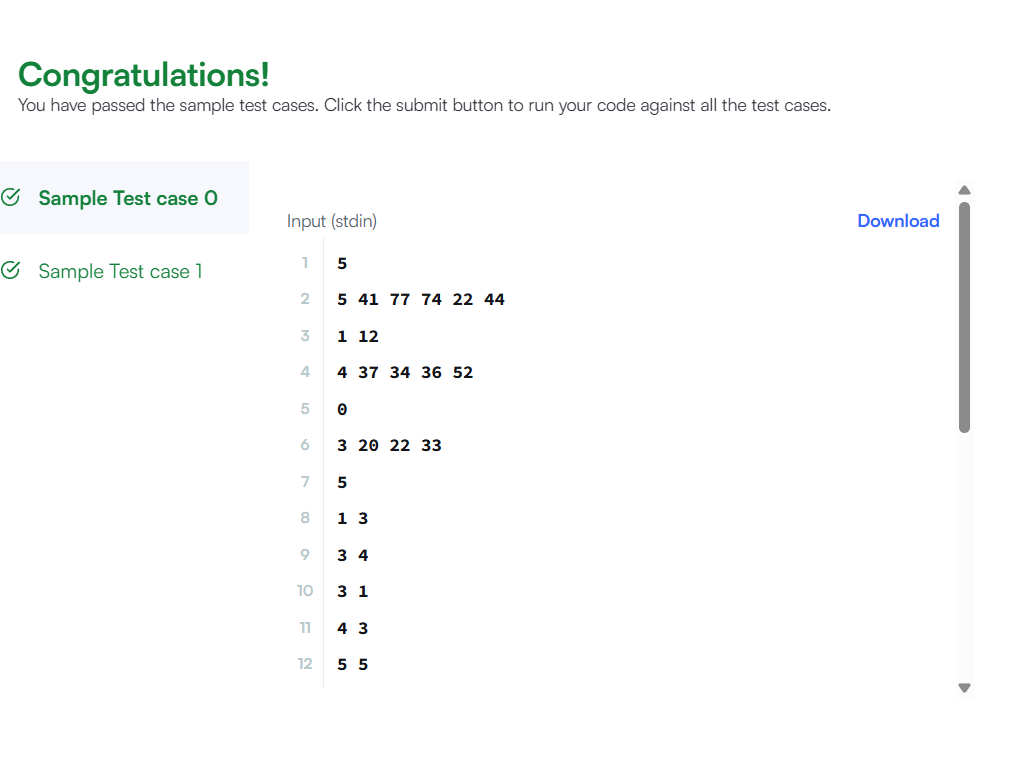 Congratulations!
You have passed the sample test cases. Click the submit button to run your code against all the test cases.
Sample Test case 0
Sample Test case 1
Input (stdin)
Download
1 5
2 5 41 77 74 22 44
3 1 12
4 4 37 34 36 52
5 0
6 3 20 22 33
7 5
8 1 3
9 3 4
10 3 1
11 4 3
12 5 5